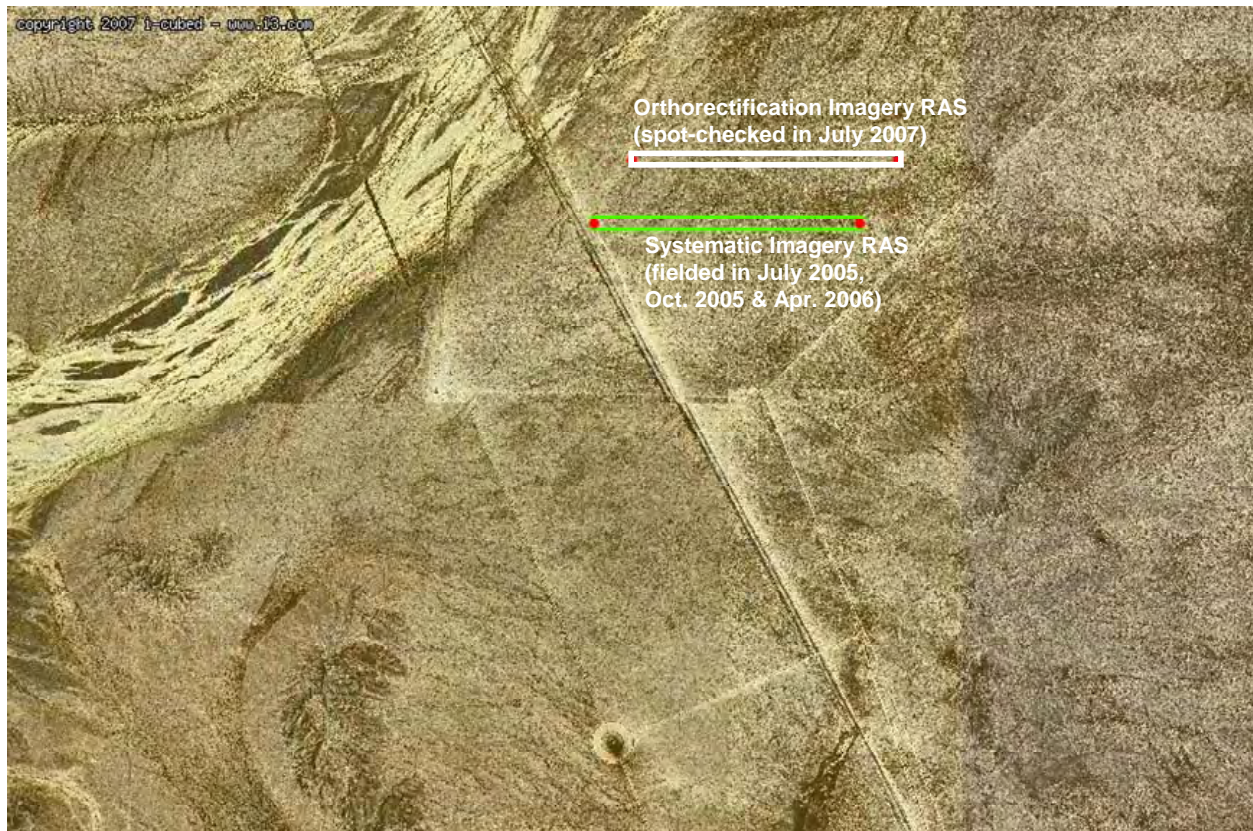 copyright 2007 i-cubed - www.i3.com
Orthorectification Imagery RAS
(spot-checked in July 2007)
Systematic Imagery RAS
(fielded in July 2005,
Oct. 2005 & Apr. 2006)